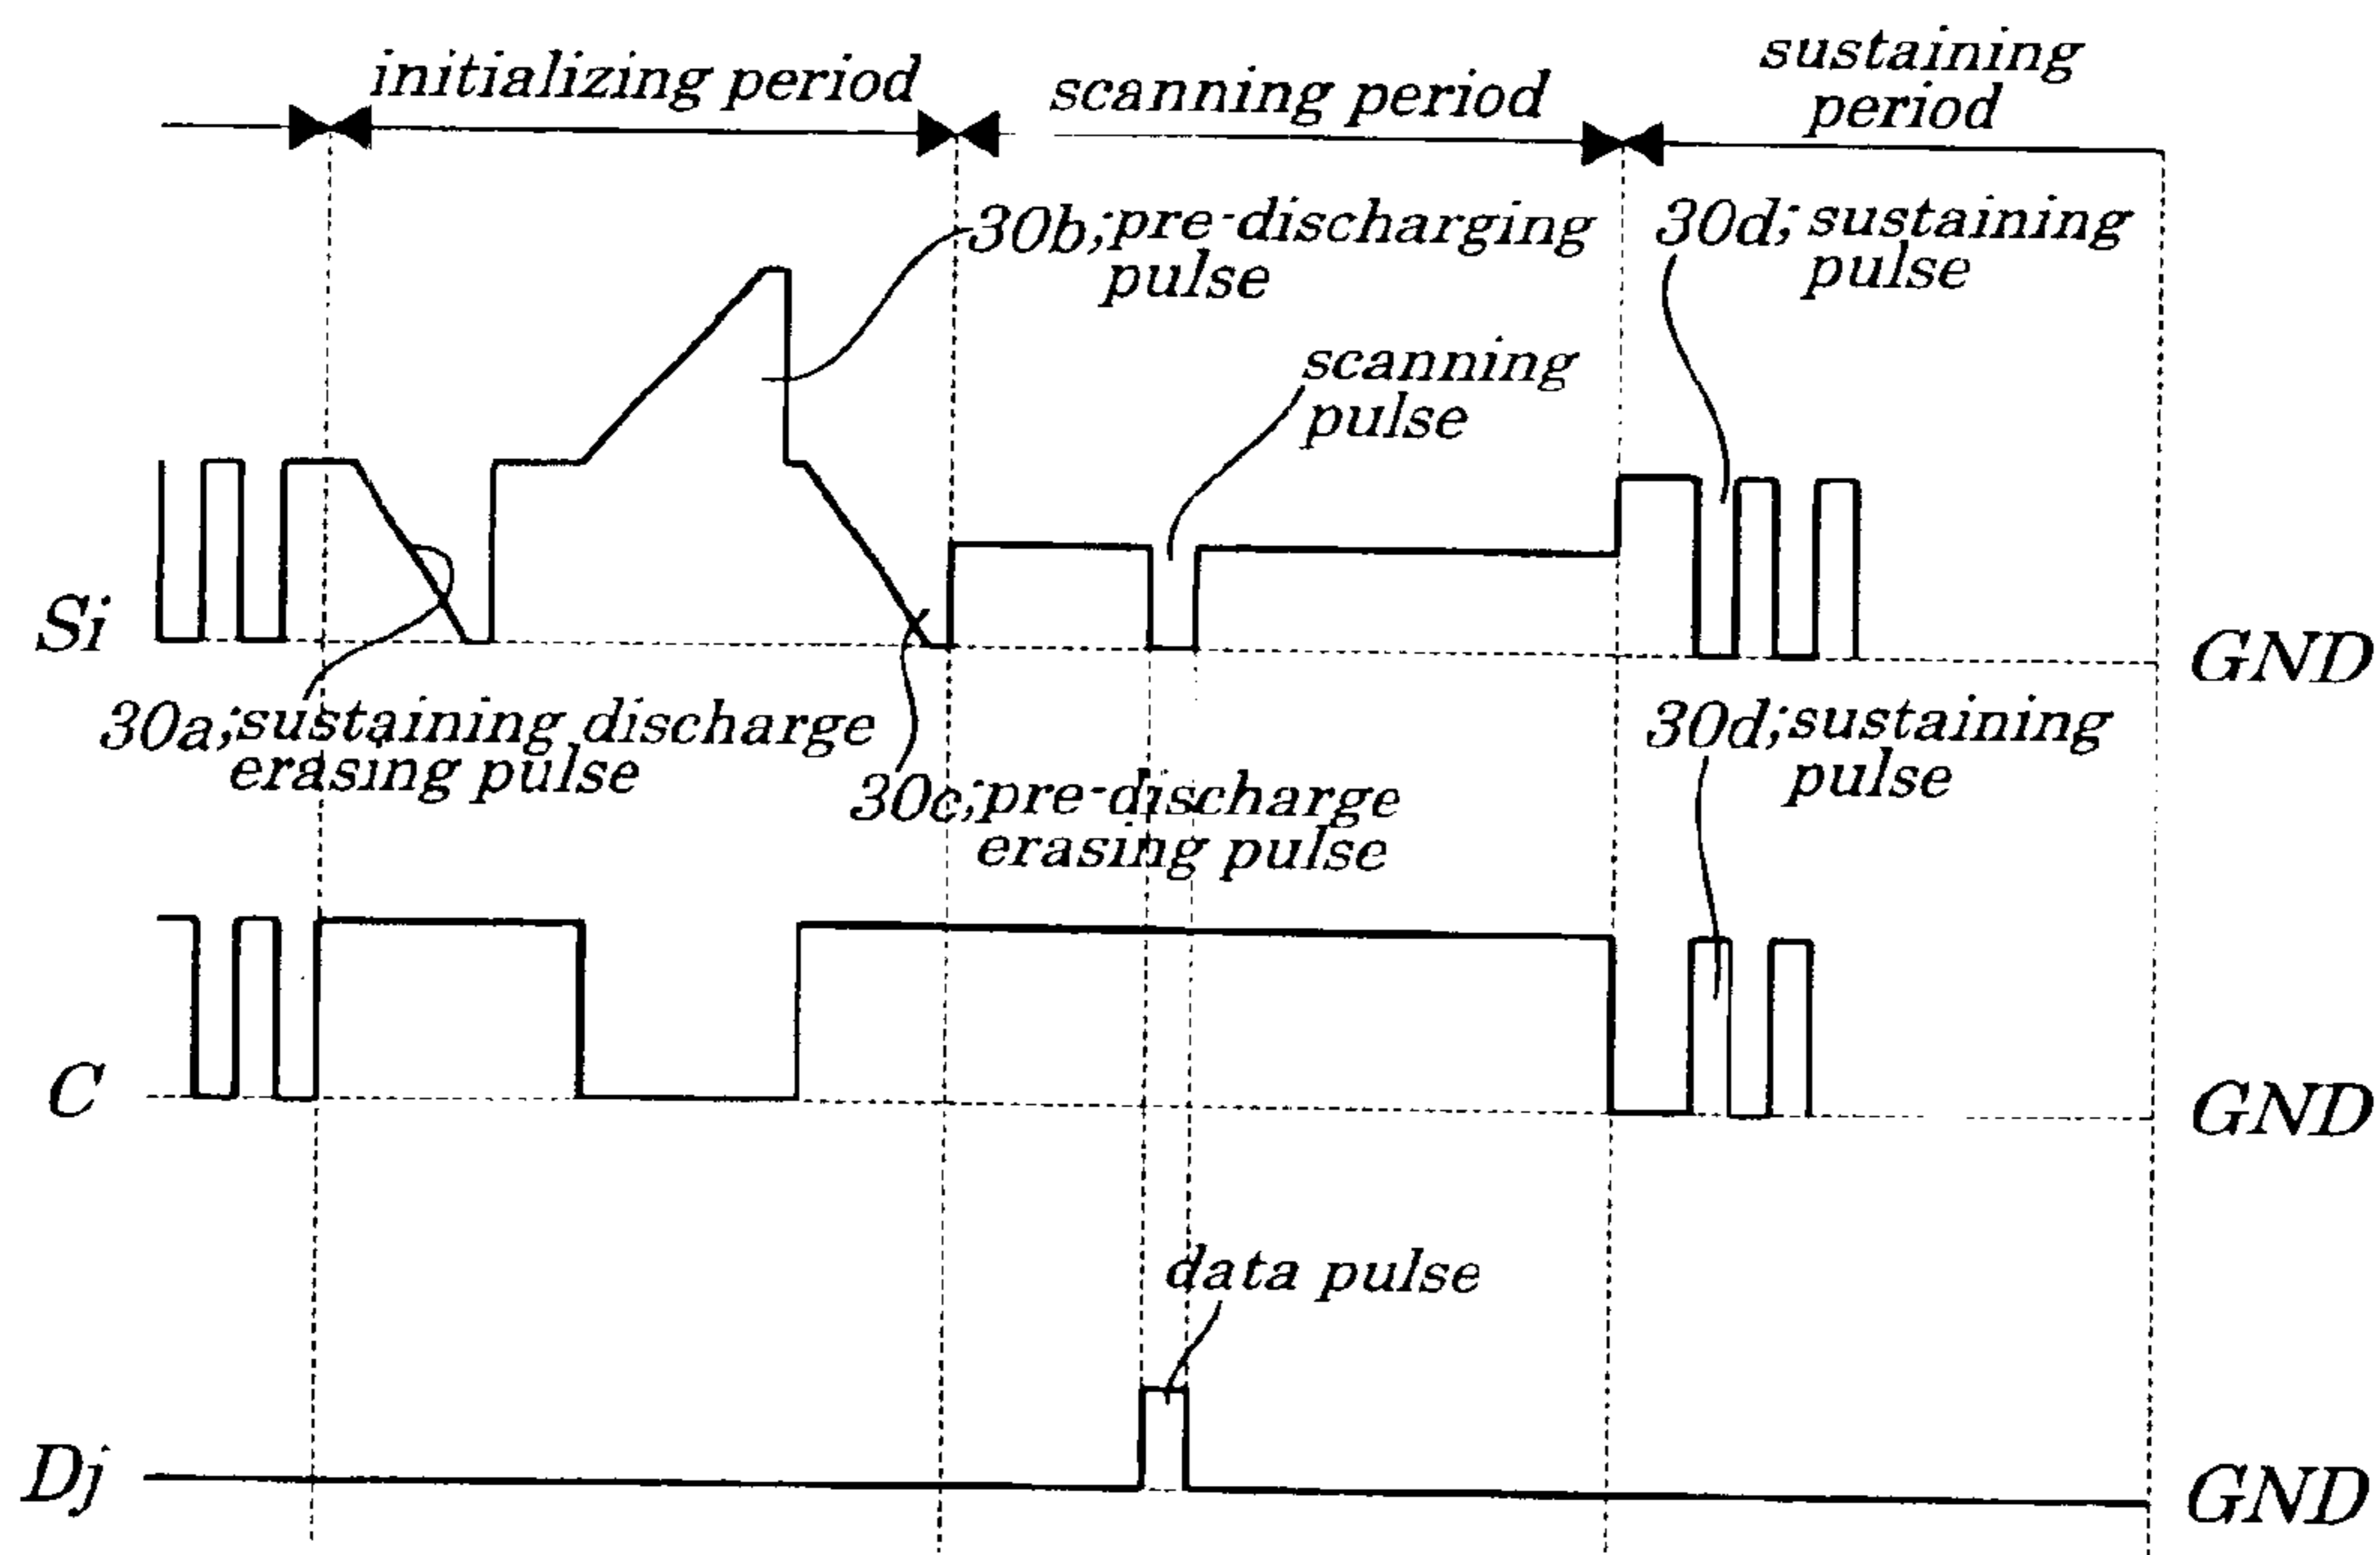 initializing period
scanning period
sustaining
period
30b;pre-discharging
pulse
30d;sustaining
pulse
scanning
pulse
Si
GND
30a;sustaining discharge
erasing pulse
30c;pre-discharge
erasing pulse
30d;sustaining
pulse
C
GND
data pulse
Dj
GND